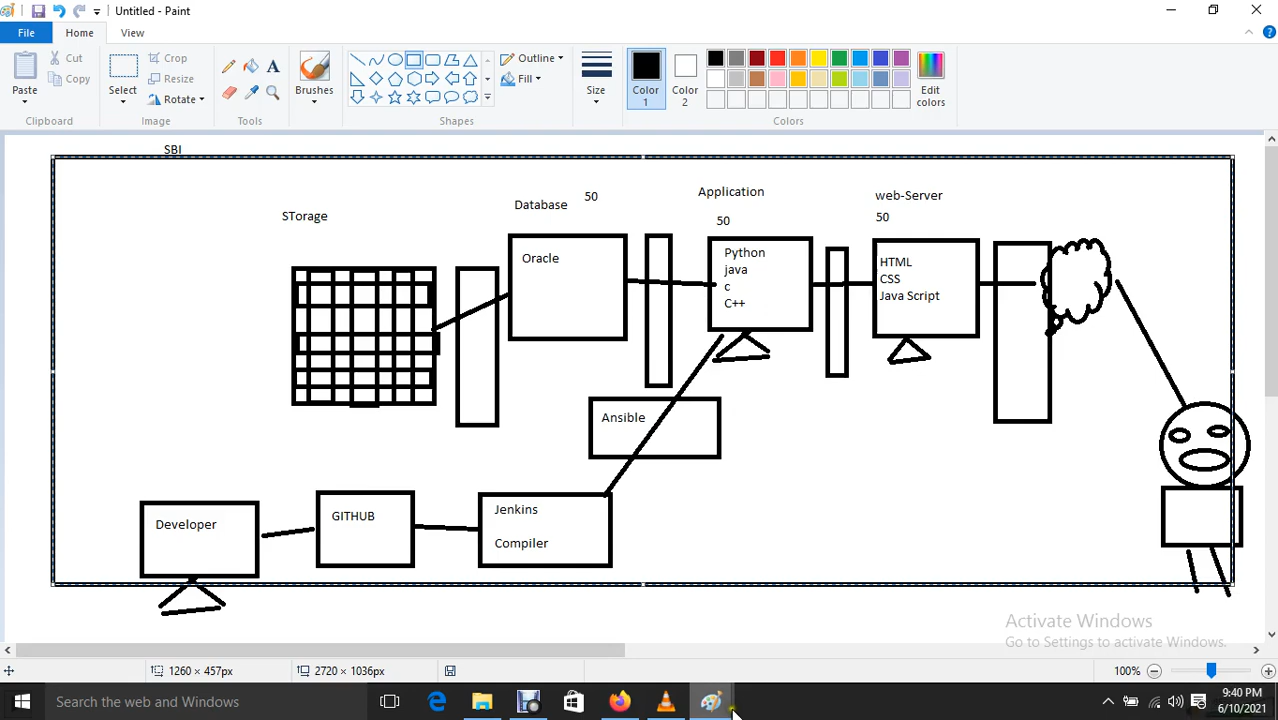 Untitled - Paint
File
Home
View
Paste
Cut
Copy
Clipboard
Select
Crop
Resize
Rotate
Image
A
Tools
Brushes
Shapes
Outline
Fill
Size
Color 1
Color 2
Edit colors
Colors
SBI
STorage
Database 50
Application
50
web-Server
50
Oracle
Python
java
c
C++
HTML
CSS
Java Script
Ansible
Developer
GITHUB
Jenkins
Compiler
Activate Windows
Go to Settings to activate Windows.
1260 × 457px
2720 × 1036px
100%
Search the web and Windows
9:40 PM
6/10/2021